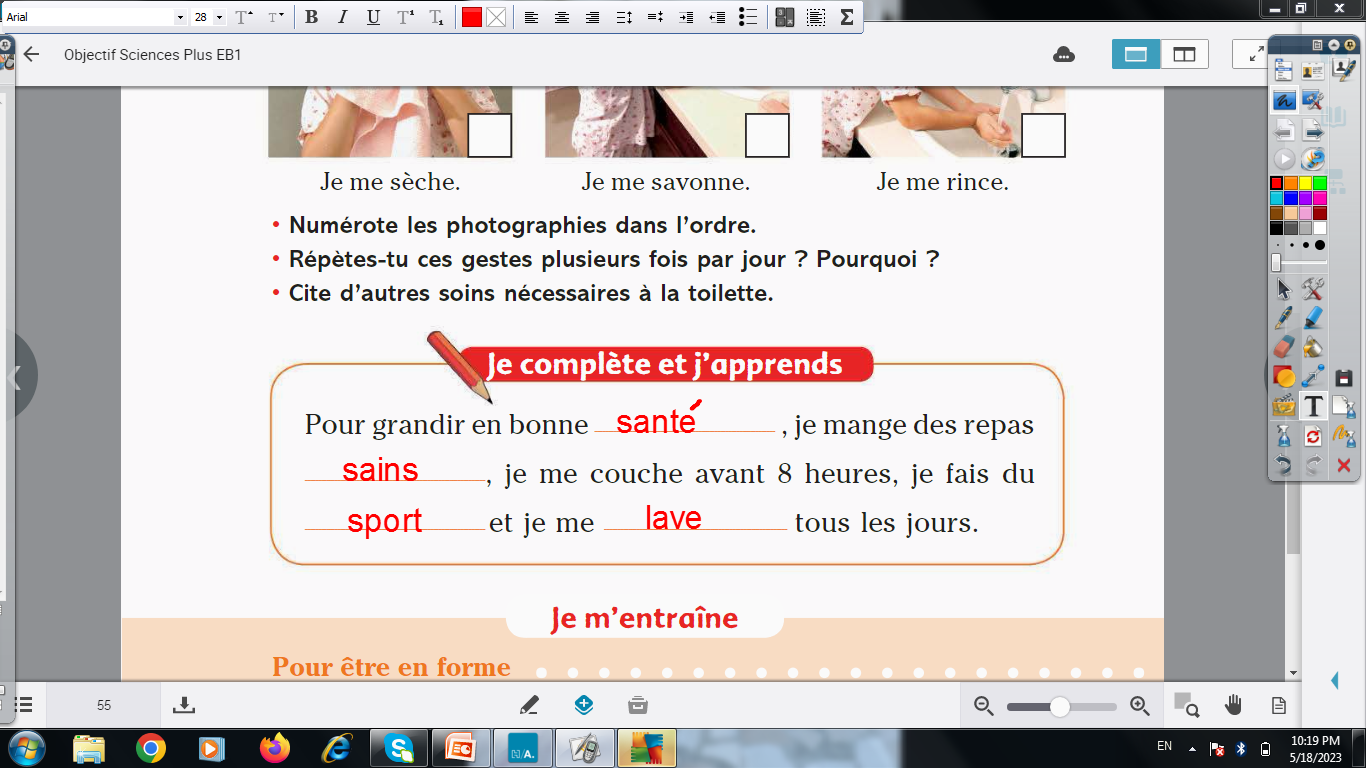 Arial 28 B I U T T Σ
Objectif Sciences Plus EB1
Je me sèche. Je me savonne. Je me rince.
• Numérote les photographies dans l'ordre.
• Répètes-tu ces gestes plusieurs fois par jour ? Pourquoi ?
• Cite d'autres soins nécessaires à la toilette.
Je complète et j'apprends
Pour grandir en bonne santé , je mange des repas
sains , je me couche avant 8 heures, je fais du
sport et je me lave tous les jours.
Je m'entraîne
Pour être en forme
55
EN 10:19 PM
5/18/2023